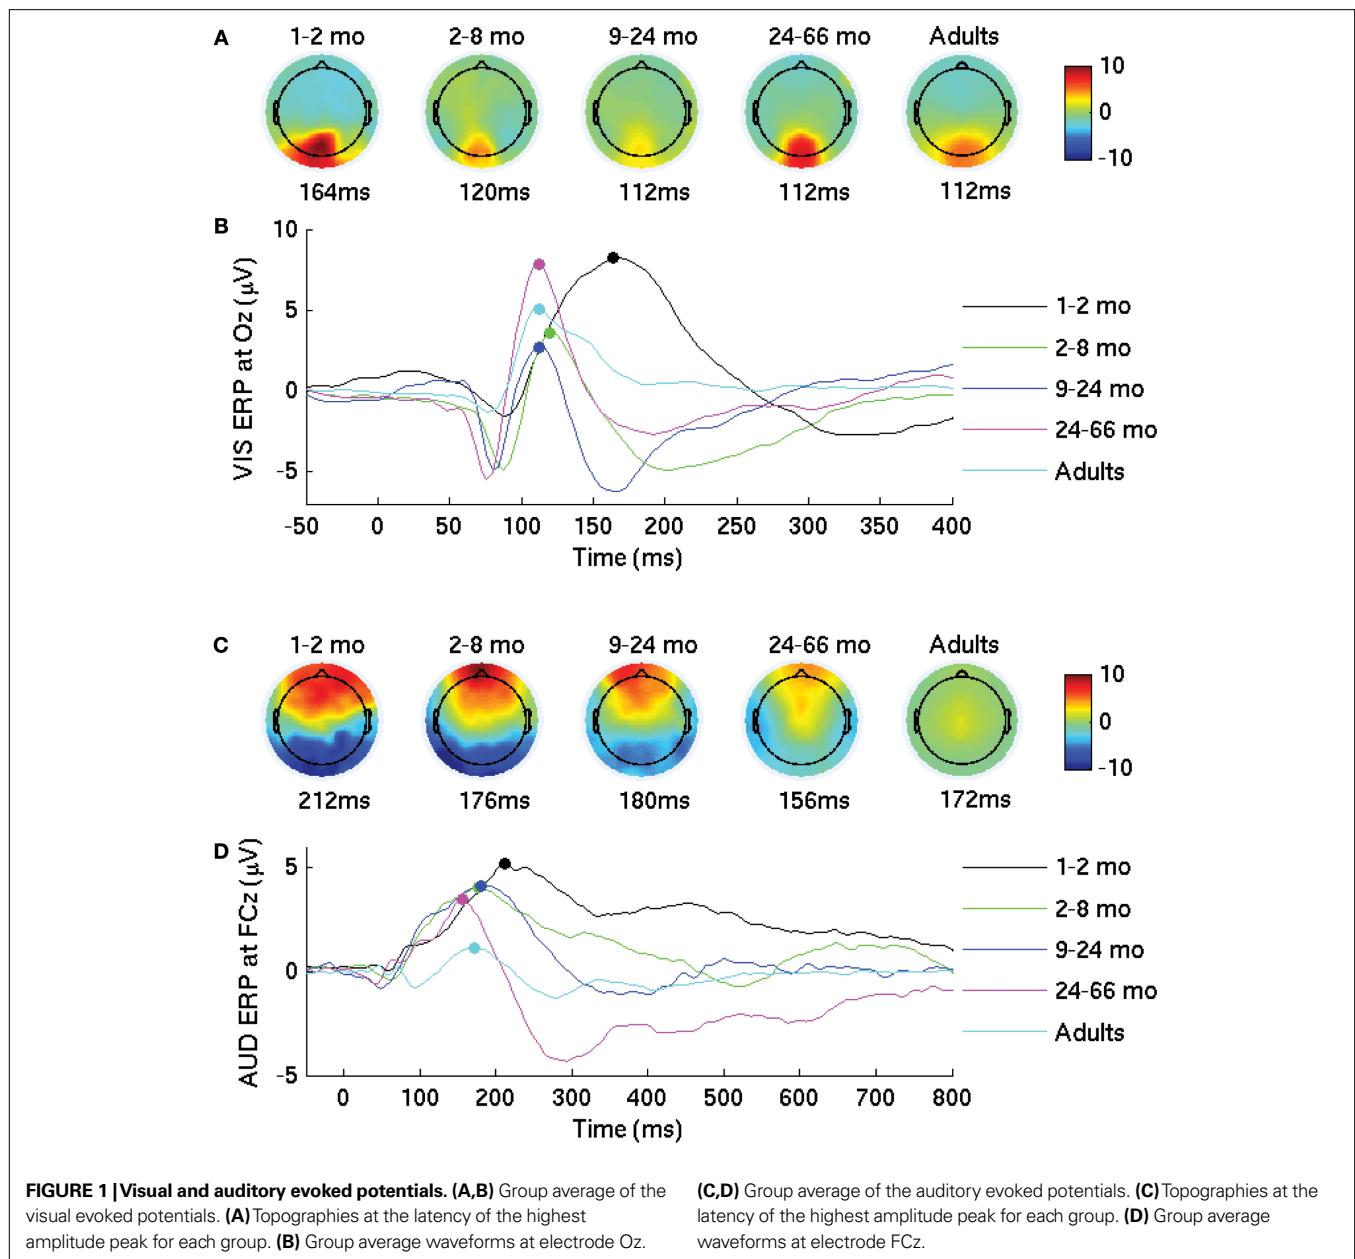 A
1-2 mo 2-8 mo 9-24 mo 24-66 mo Adults
10
0
-10
164ms 120ms 112ms 112ms 112ms
B
VIS ERP at Oz (μV)
10
5
0
-5
-50 0 50 100 150 200 250 300 350 400
Time (ms)
1-2 mo
2-8 mo
9-24 mo
24-66 mo
Adults
C
1-2 mo 2-8 mo 9-24 mo 24-66 mo Adults
10
0
-10
212ms 176ms 180ms 156ms 172ms
D
AUD ERP at FCz (μV)
5
0
-5
0 100 200 300 400 500 600 700 800
Time (ms)
1-2 mo
2-8 mo
9-24 mo
24-66 mo
Adults
FIGURE 1 | Visual and auditory evoked potentials. (A,B) Group average of the
visual evoked potentials. (A) Topographies at the latency of the highest
amplitude peak for each group. (B) Group average waveforms at electrode Oz.
(C,D) Group average of the auditory evoked potentials. (C) Topographies at the
latency of the highest amplitude peak for each group. (D) Group average
waveforms at electrode FCz.